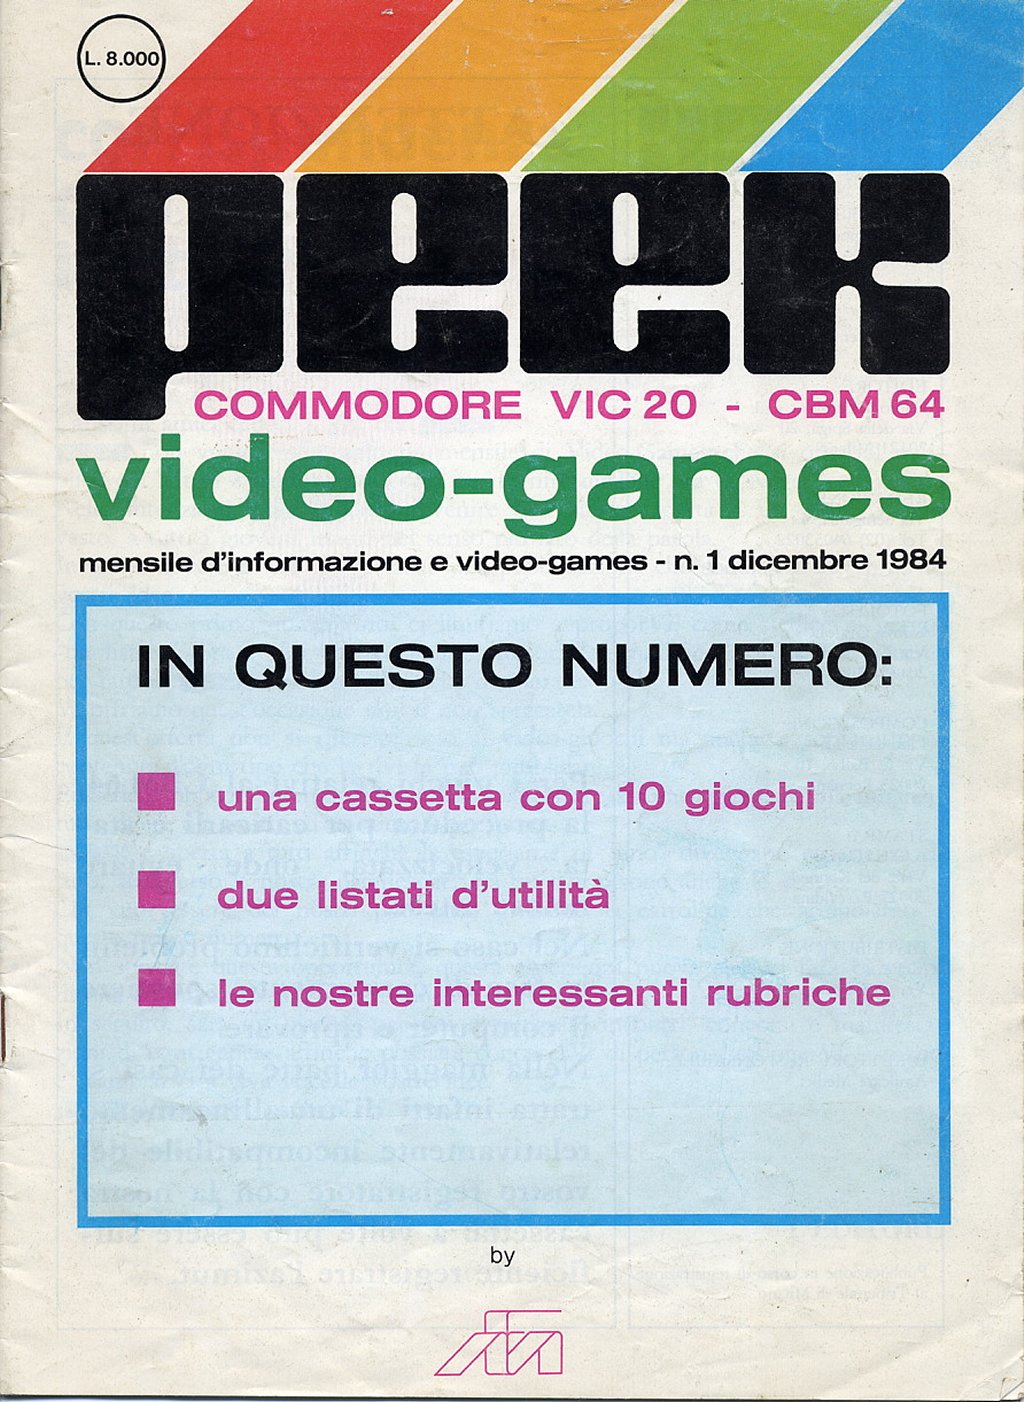 L. 8.000
peek
COMMODORE VIC 20 - CBM 64
video-games
mensile d'informazione e video-games - n. 1 dicembre 1984
IN QUESTO NUMERO:
una cassetta con 10 giochi
due listati d'utilità
le nostre interessanti rubriche
by